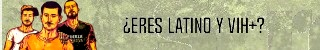 ¿ERES LATINO Y VIH+?